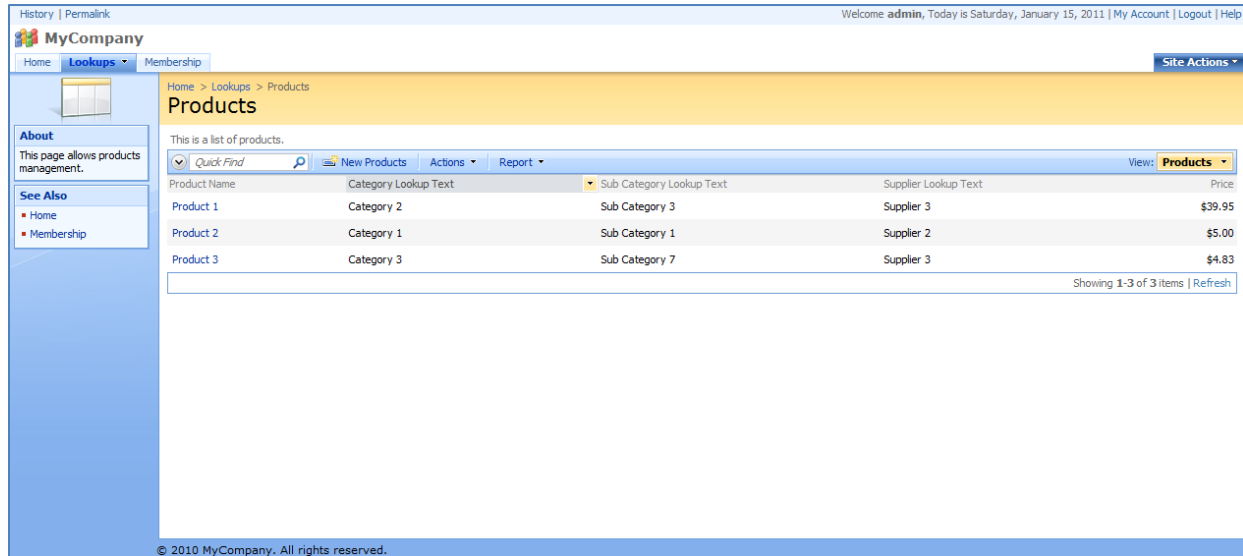 History | Permalink Welcome admin, Today is Saturday, January 15, 2011 | My Account | Logout | Help
MyCompany
Home Lookups Membership Site Actions
Home > Lookups > Products
Products
About
This page allows products
management.
See Also
Home
Membership
This is a list of products.
Quick Find New Products Actions Report View: Products
Product Name Category Lookup Text Sub Category Lookup Text Supplier Lookup Text Price
Product 1 Category 2 Sub Category 3 Supplier 3 $39.95
Product 2 Category 1 Sub Category 1 Supplier 2 $5.00
Product 3 Category 3 Sub Category 7 Supplier 3 $4.83
Showing 1-3 of 3 items | Refresh
© 2010 MyCompany. All rights reserved.